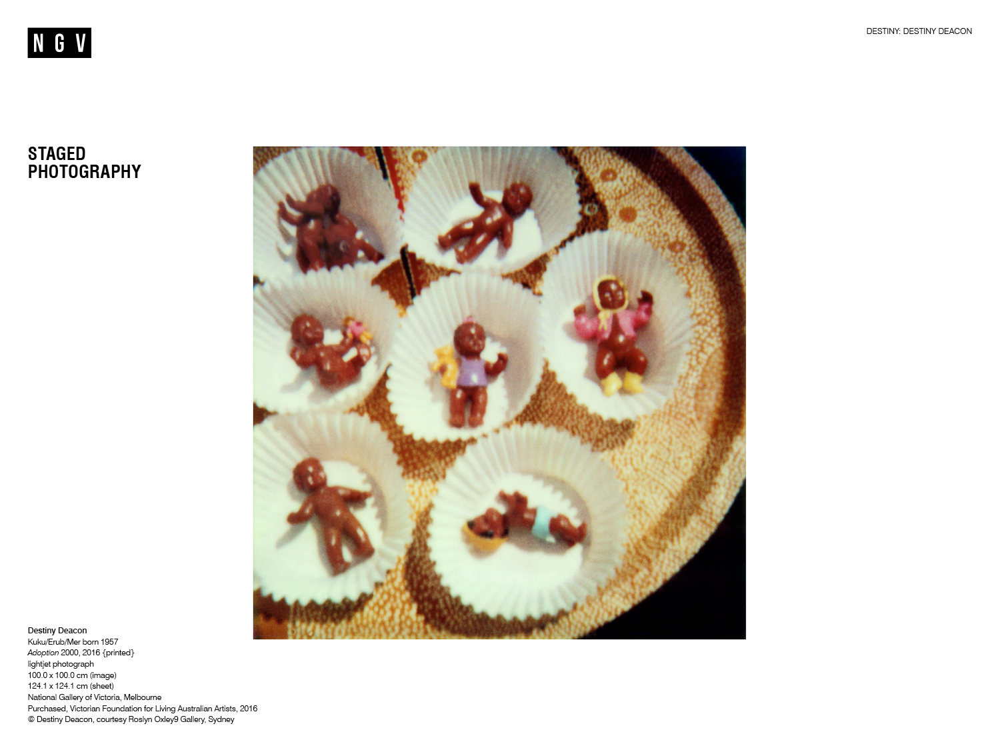 NGV
DESTINY: DESTINY DEACON
STAGED
PHOTOGRAPHY
Destiny Deacon
Kuku/Erub/Mer born 1957
Adoption 2000, 2016 {printed}
lightjet photograph
100.0 x 100.0 cm (image)
124.1 x 124.1 cm (sheet)
National Gallery of Victoria, Melbourne
Purchased, Victorian Foundation for Living Australian Artists, 2016
© Destiny Deacon, courtesy Roslyn Oxley9 Gallery, Sydney